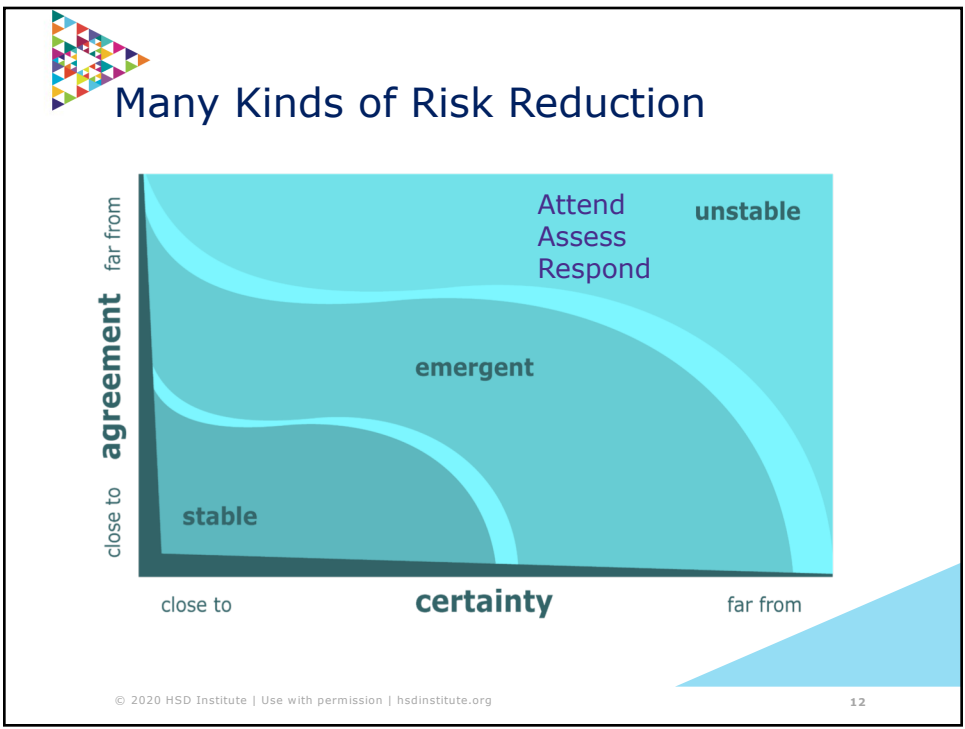 Many Kinds of Risk Reduction
Attend
Assess
Respond
unstable
far from
agreement
close to
emergent
stable
close to
certainty
far from
© 2020 HSD Institute | Use with permission | hsdinstitute.org
12